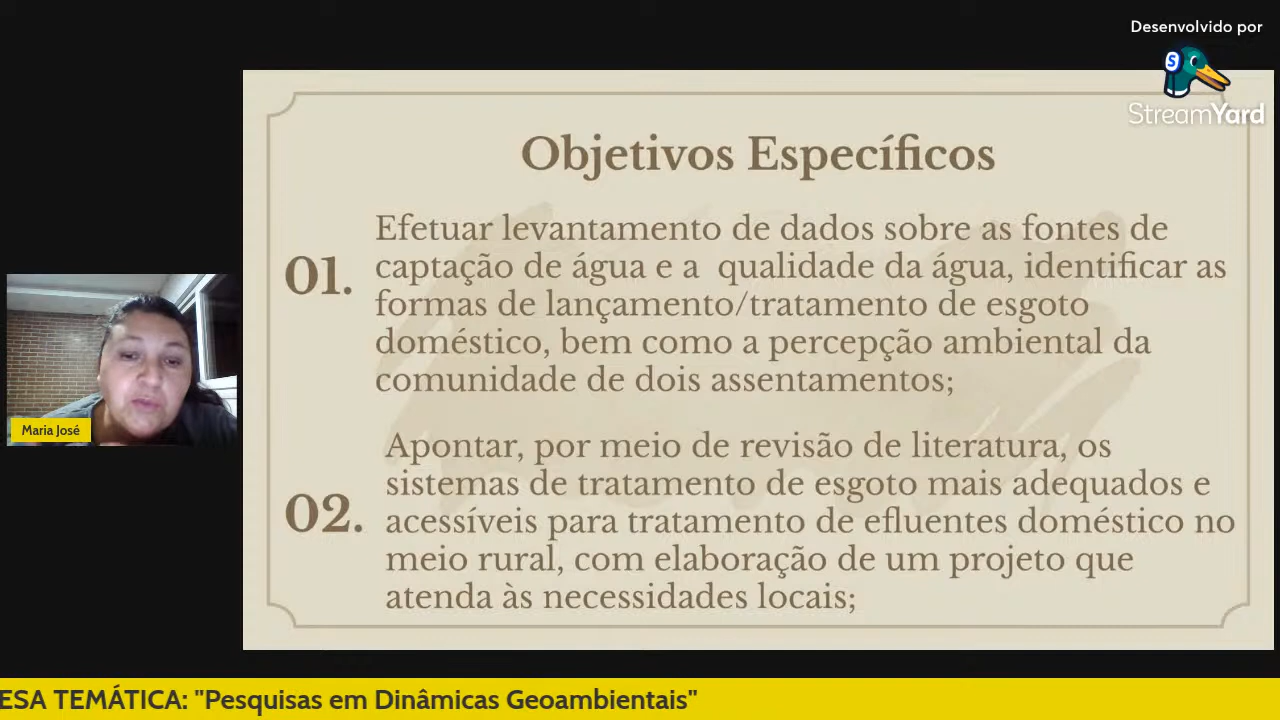 Desenvolvido por
S
StreamYard
Objetivos Específicos
01.
Efetuar levantamento de dados sobre as fontes de
captação de água e a qualidade da água, identificar as
formas de lançamento/tratamento de esgoto
doméstico, bem como a percepção ambiental da
comunidade de dois assentamentos;
02.
Apontar, por meio de revisão de literatura, os
sistemas de tratamento de esgoto mais adequados e
acessíveis para tratamento de efluentes doméstico no
meio rural, com elaboração de um projeto que
atenda às necessidades locais;
Maria José
ESA TEMÁTICA: "Pesquisas em Dinâmicas Geoambientais"